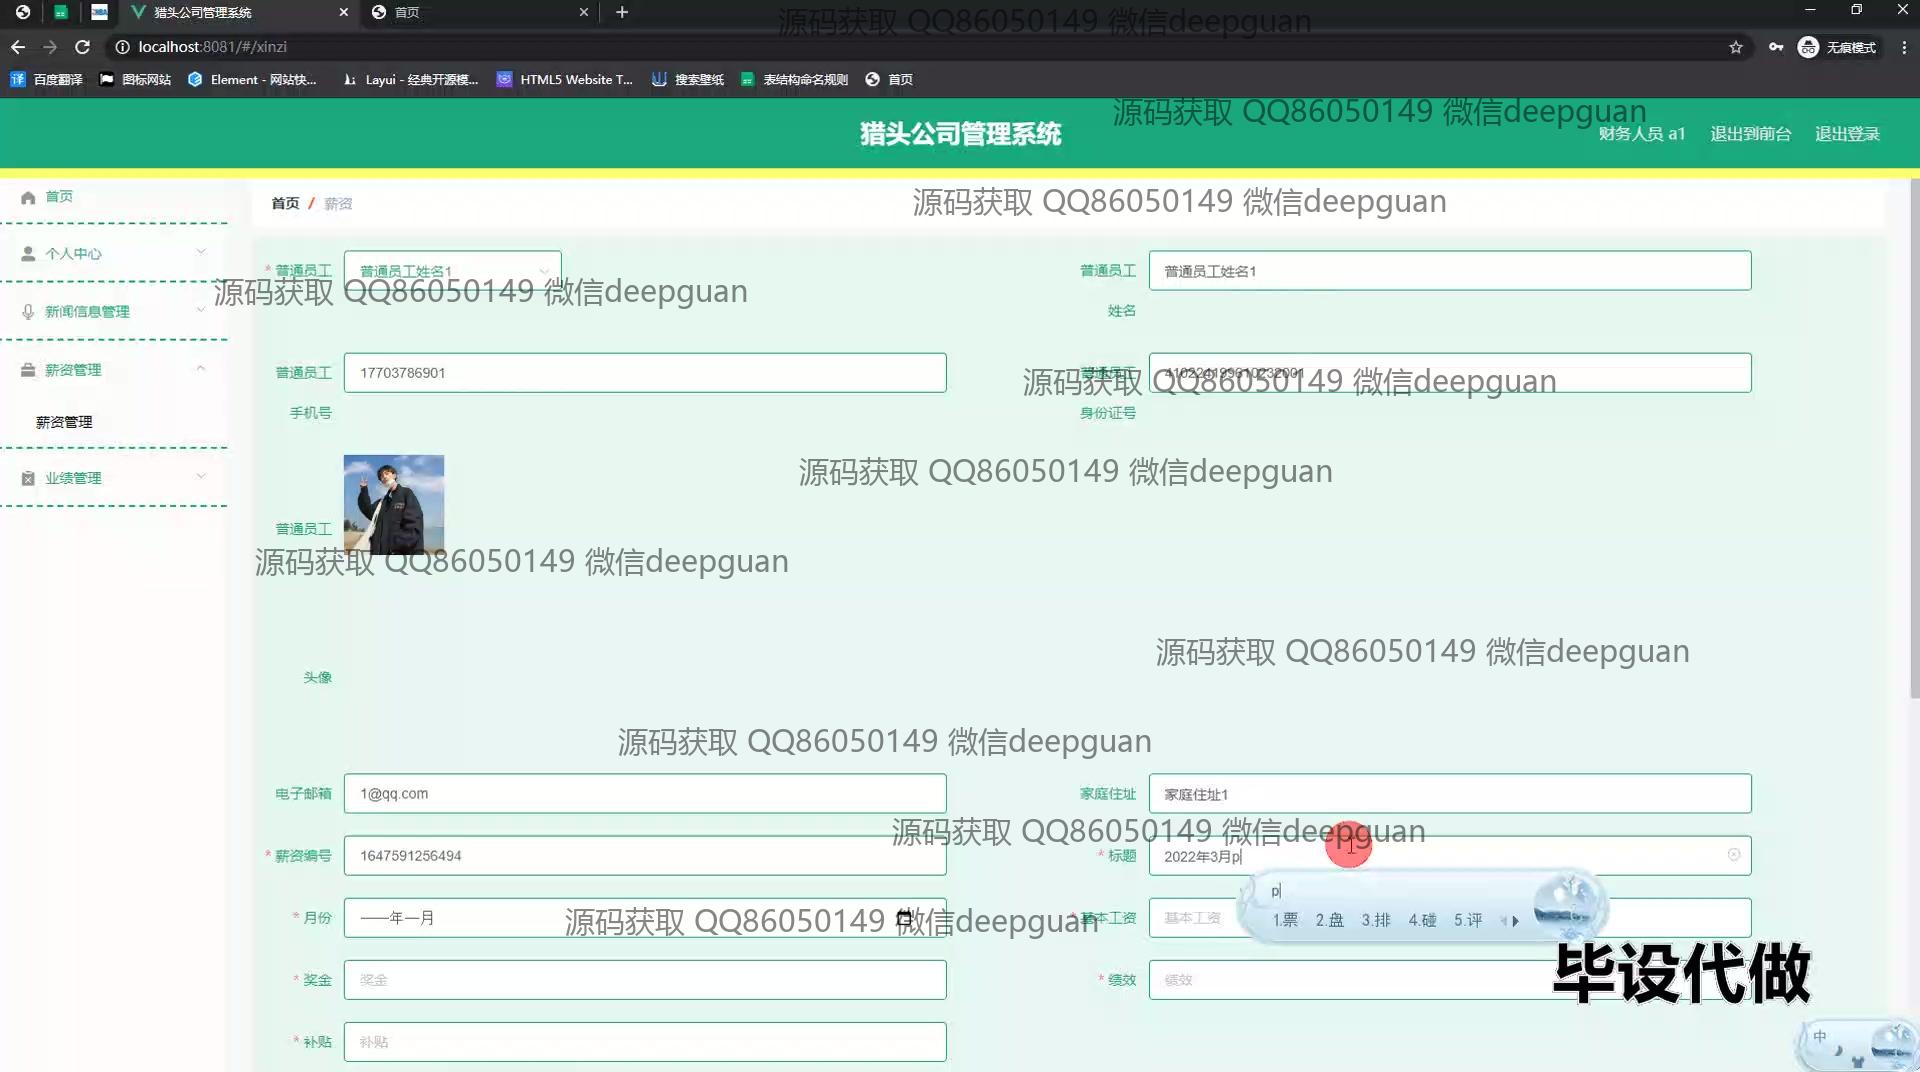 猎头公司管理系统
首页
源码获取 QQ86050149 微信deepguan
localhost:8081/#/xinzi
无痕模式
百度翻译
图标网站
Element - 网站快...
Layui - 经典开源模...
HTML5 Website T...
搜索壁纸
表结构命名规则
首页
源码获取 QQ86050149 微信deepguan
猎头公司管理系统
财务人员 a1
退出到前台
退出登录
首页
首页 / 薪资
源码获取 QQ86050149 微信deepguan
个人中心
* 普通员工
普通员工姓名1
普通员工
姓名
普通员工姓名1
源码获取 QQ86050149 微信deepguan
新闻信息管理
薪资管理
普通员工
手机号
17703786901
普通员工
身份证号
410224199610232001
源码获取 QQ86050149 微信deepguan
薪资管理
业绩管理
源码获取 QQ86050149 微信deepguan
普通员工
头像
源码获取 QQ86050149 微信deepguan
源码获取 QQ86050149 微信deepguan
源码获取 QQ86050149 微信deepguan
电子邮箱
1@qq.com
家庭住址
家庭住址1
源码获取 QQ86050149 微信deepguan
* 薪资编号
1647591256494
* 标题
2022年3月p
p
1.票 2.盘 3.排 4.碰 5.评
* 月份
----年--月
源码获取 QQ86050149 微信deepguan
* 基本工资
基本工资
* 奖金
奖金
* 绩效
绩效
毕设代做
* 补贴
补贴
中